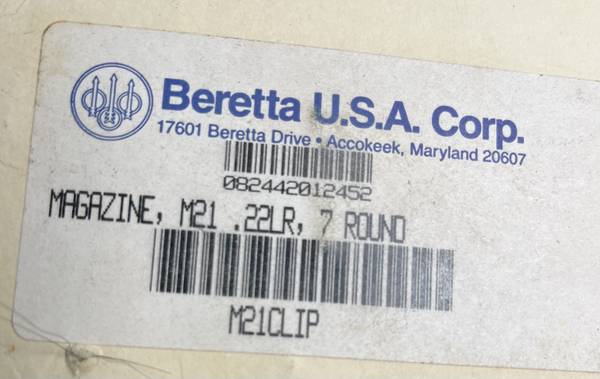 Beretta U.S.A. Corp.
17601 Beretta Drive • Accokeek, Maryland 20607
082442012452
MAGAZINE, M21 .22LR, 7 ROUND
M21CLIP